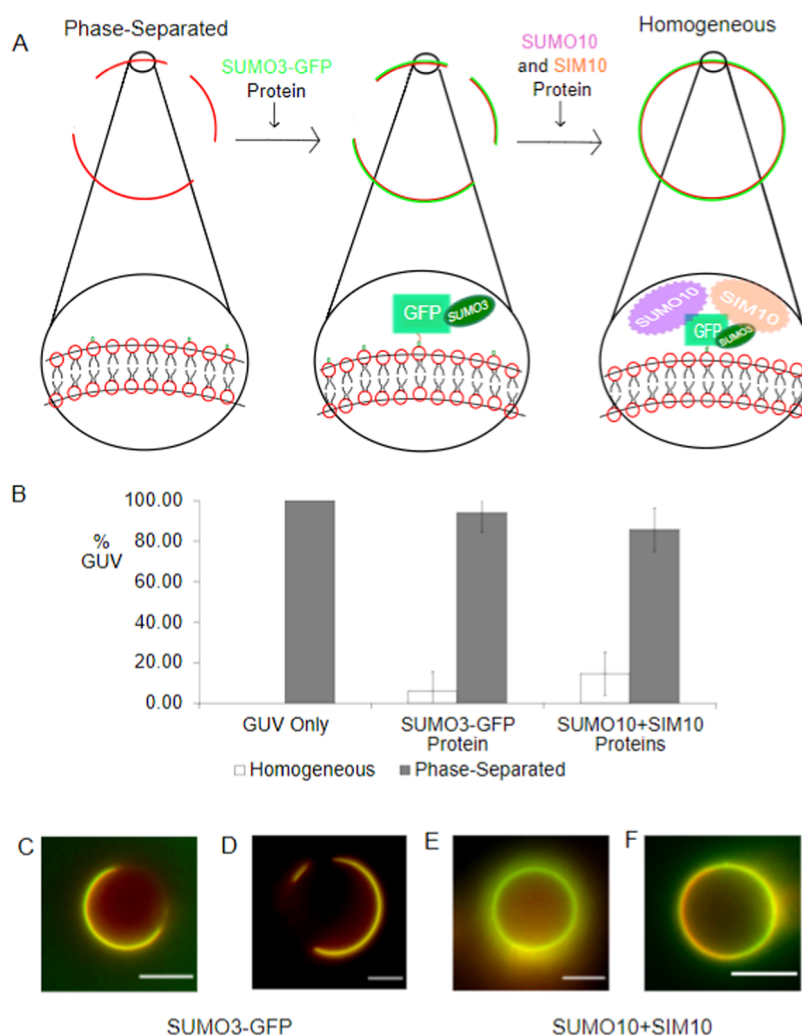 A
Phase-Separated
SUMO3-GFP
Protein
SUMO10
and SIM10
Protein
Homogeneous
GFP
SUMO3
SUMO10
SIM10
GFP
SUMO3
B
%
GUV
100.00
80.00
60.00
40.00
20.00
0.00
GUV Only
SUMO3-GFP
Protein
SUMO10+SIM10
Proteins
Homogeneous
Phase-Separated
C
D
E
F
SUMO3-GFP
SUMO10+SIM10